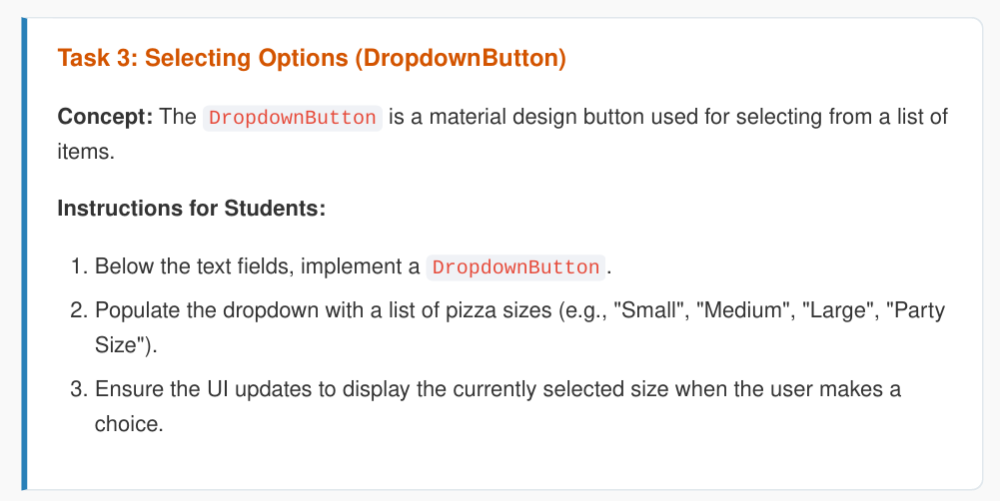 Task 3: Selecting Options (DropdownButton)
Concept: The DropdownButton is a material design button used for selecting from a list of
items.
Instructions for Students:
1. Below the text fields, implement a DropdownButton.
2. Populate the dropdown with a list of pizza sizes (e.g., "Small", "Medium", "Large", "Party
Size").
3. Ensure the UI updates to display the currently selected size when the user makes a
choice.